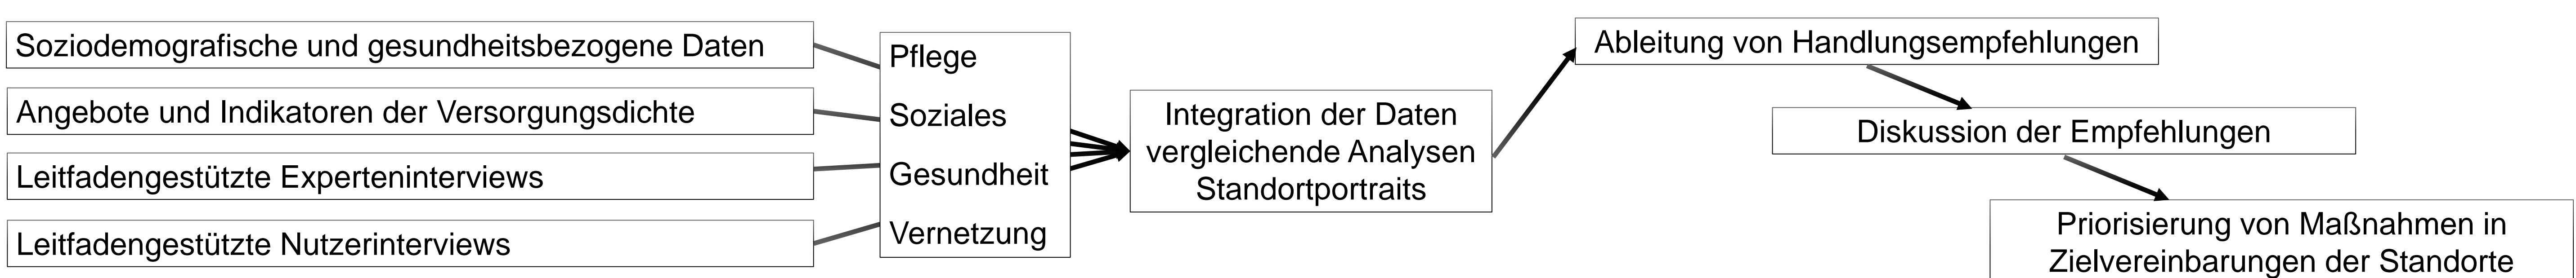 Soziodemografische und gesundheitsbezogene Daten
Angebote und Indikatoren der Versorgungsdichte
Leitfadengestützte Experteninterviews
Leitfadengestützte Nutzerinterviews
Pflege
Soziales
Gesundheit
Vernetzung
Integration der Daten
vergleichende Analysen
Standortportraits
Ableitung von Handlungsempfehlungen
Diskussion der Empfehlungen
Priorisierung von Maßnahmen in
Zielvereinbarungen der Standorte